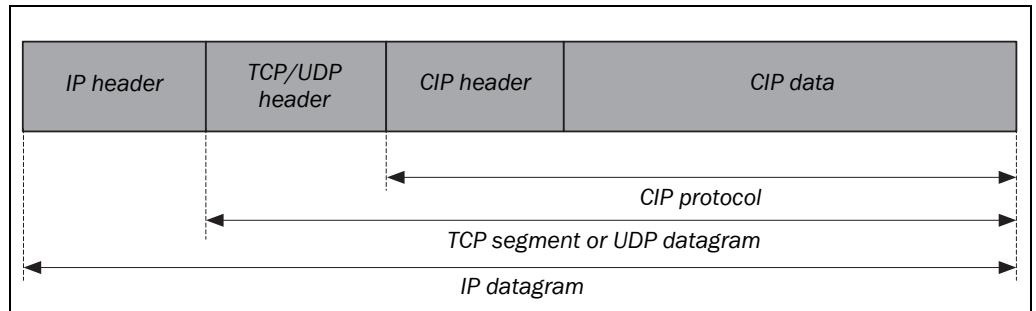 IP header
TCP/UDP
header
CIP header
CIP data
CIP protocol
TCP segment or UDP datagram
IP datagram